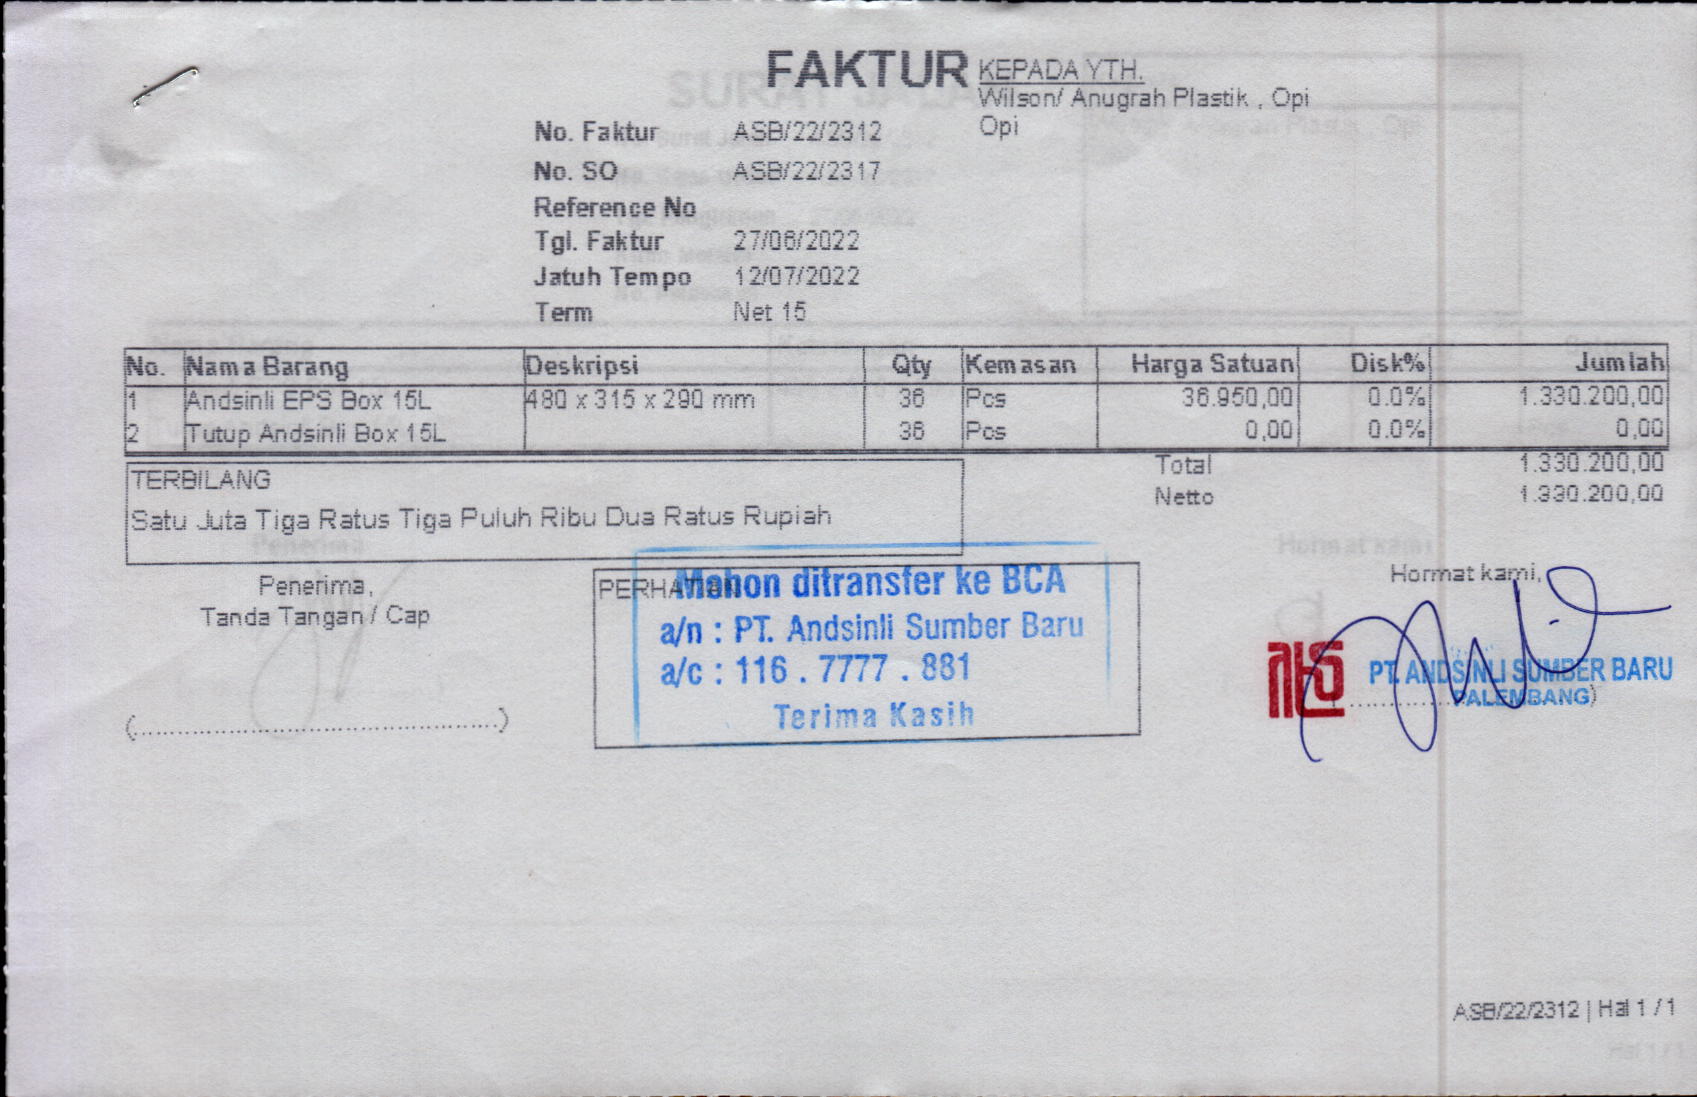 FAKTUR
KEPADA YTH.
Wilson/ Anugrah Plastik , Opi
Opi
No. Faktur ASB/22/2312
No. SO ASB/22/2317
Reference No
Tgl. Faktur 27/06/2022
Jatuh Tempo 12/07/2022
Term Net 15
No. Nama Barang Deskripsi Qty Kemasan Harga Satuan Disk% Jumlah
1 Andsinli EPS Box 15L 480 x 315 x 290 mm 36 Pcs 36.950,00 0.0% 1.330.200,00
2 Tutup Andsinli Box 15L 36 Pcs 0,00 0.0% 0,00
Total 1.330.200,00
Netto 1.330.200,00
TERBILANG
Satu Juta Tiga Ratus Tiga Puluh Ribu Dua Ratus Rupiah
Penerima,
Tanda Tangan / Cap
(..............................................................)
PERHATIAN
Mohon ditransfer ke BCA
a/n : PT. Andsinli Sumber Baru
a/c : 116 . 7777 . 881
Terima Kasih
Hormat kami,
PT. ANDSINLI SUMBER BARU
PALEMBANG
ASB/22/2312 | Hal 1 / 1